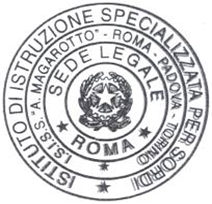 ISTITUTO DI ISTRUZIONE SPECIALIZZATA PER SORDI
I.S.I.S.S. "A. MAGAROTTO" - ROMA - PADOVA - TORINO
SEDE LEGALE
ROMA